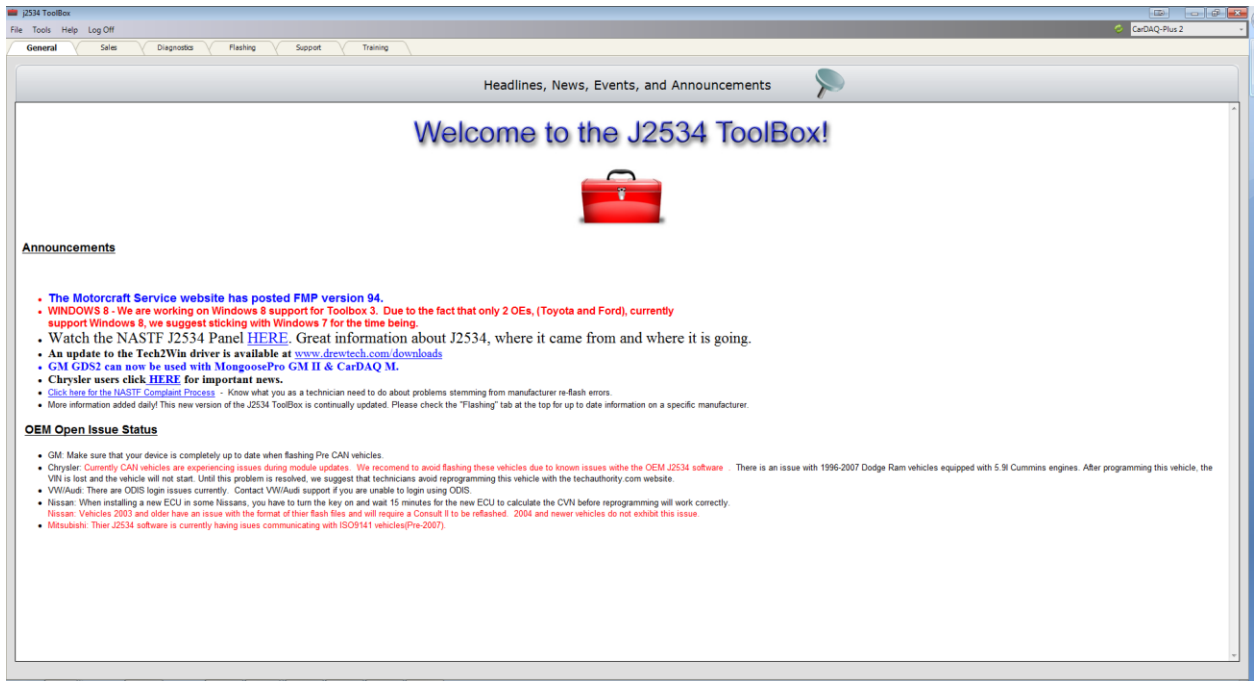 j2534 ToolBox
File Tools Help Log Off
CarDAQ-Plus 2
General Sales Diagnostics Flashing Support Training
Headlines, News, Events, and Announcements
Welcome to the J2534 ToolBox!
Announcements
The Motorcraft Service website has posted FMP version 94.
WINDOWS 8 - We are working on Windows 8 support for Toolbox 3. Due to the fact that only 2 OEs, (Toyota and Ford), currently
support Windows 8, we suggest sticking with Windows 7 for the time being.
Watch the NASTF J2534 Panel HERE. Great information about J2534, where it came from and where it is going.
An update to the Tech2Win driver is available at www.drewtech.com/downloads
GM GDS2 can now be used with MongoosePro GM II & CarDAQ M.
Chrysler users click HERE for important news.
Click here for the NASTF Complaint Process - Know what you as a technician need to do about problems stemming from manufacturer re-flash errors.
More information added daily! This new version of the J2534 ToolBox is continually updated. Please check the "Flashing" tab at the top for up to date information on a specific manufacturer.
OEM Open Issue Status
GM: Make sure that your device is completely up to date when flashing Pre CAN vehicles.
Chrysler: Currently CAN vehicles are experiencing issues during module updates. We recomend to avoid flashing these vehicles due to known issues withe the OEM J2534 software . There is an issue with 1996-2007 Dodge Ram vehicles equipped with 5.9l Cummins engines. After programming this vehicle, the
VIN is lost and the vehicle will not start. Until this problem is resolved, we suggest that technicians avoid reprogramming this vehicle with the techauthority.com website.
VW/Audi: There are ODIS login issues currently. Contact VW/Audi support if you are unable to login using ODIS.
Nissan: When installing a new ECU in some Nissans, you have to turn the key on and wait 15 minutes for the new ECU to calculate the CVN before reprogramming will work correctly.
Nissan: Vehicles 2003 and older have an issue with the format of thier flash files and will require a Consult II to be reflashed. 2004 and newer vehicles do not exhibit this issue.
Mitsubishi: Thier J2534 software is currently having isues communicating with ISO9141 vehicles(Pre-2007).